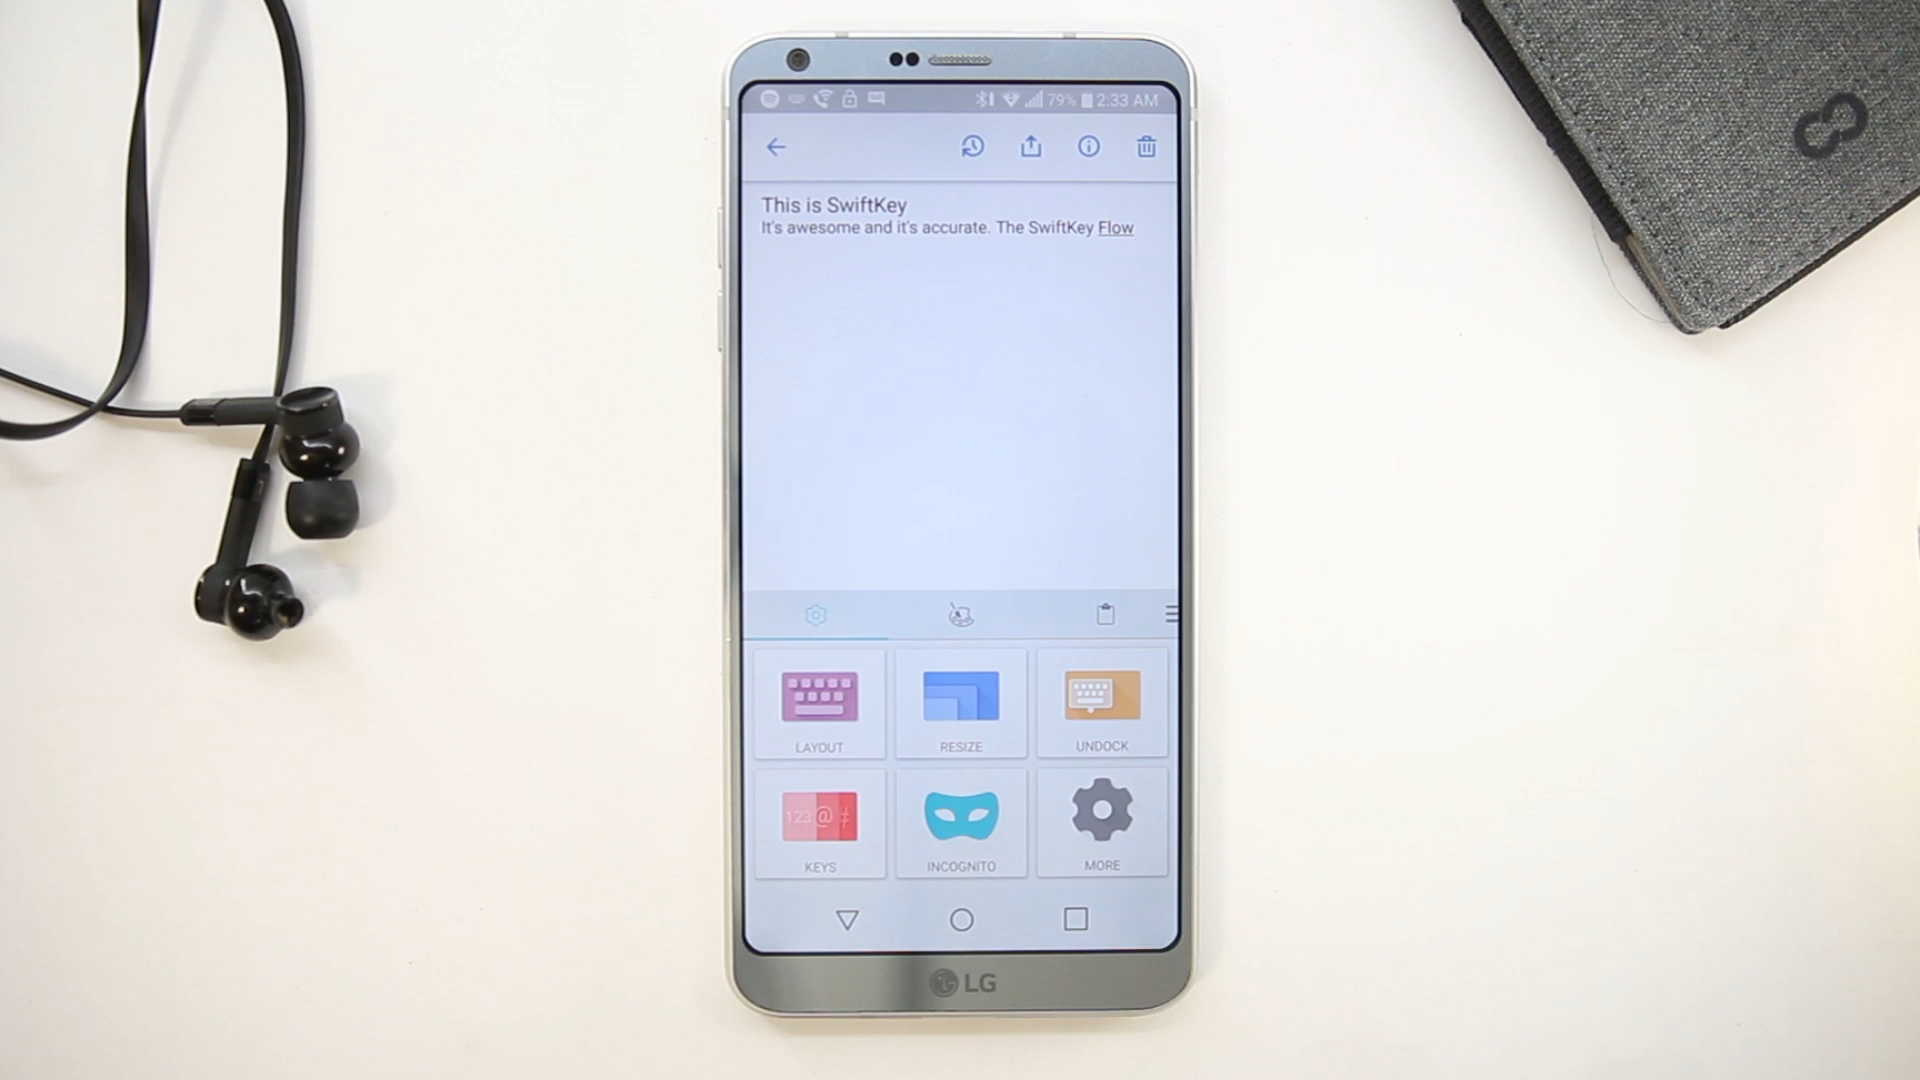 79% 2:33 AM
This is SwiftKey
It's awesome and it's accurate. The SwiftKey Flow
LAYOUT RESIZE UNDOCK
123 @ #
KEYS INCOGNITO MORE
LG